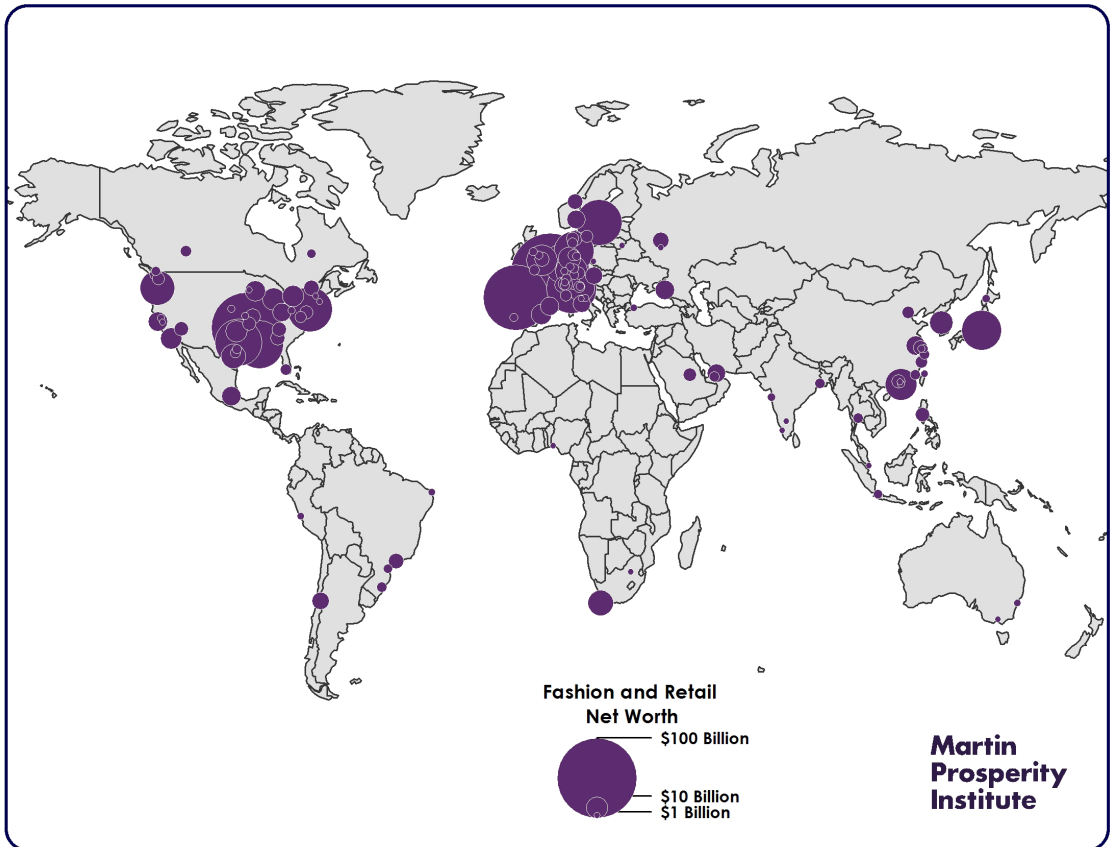 Fashion and Retail
Net Worth
$100 Billion
$10 Billion
$1 Billion
Martin
Prosperity
Institute